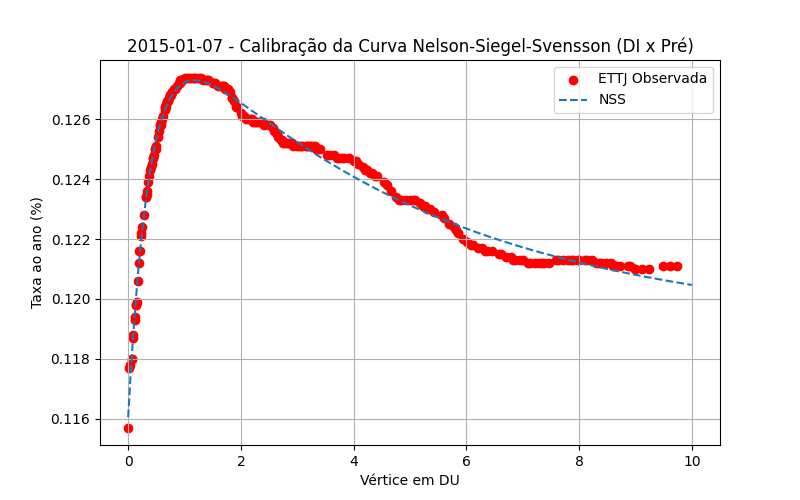 2015-01-07 - Calibração da Curva Nelson-Siegel-Svensson (DI x Pré)
ETTJ Observada
NSS
Taxa ao ano (%)
0.126
0.124
0.122
0.120
0.118
0.116
0 2 4 6 8 10
Vértice em DU